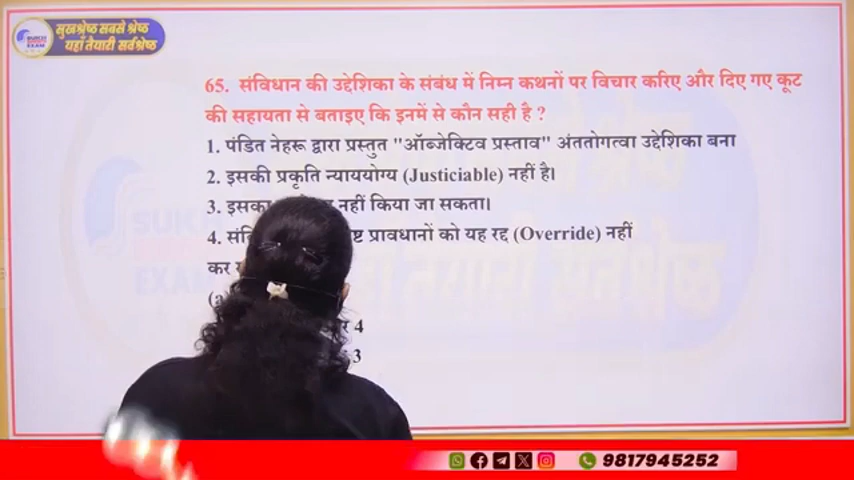 सुखश्रेष्ठ सबसे श्रेष्ठ
यहाँ तैयारी सर्वश्रेष्ठ
SUKH
EXAM
65. संविधान की उद्देशिका के संबंध में निम्न कथनों पर विचार करिए और दिए गए कूट
की सहायता से बताइए कि इनमें से कौन सही है ?
1. पंडित नेहरू द्वारा प्रस्तुत "ऑब्जेक्टिव प्रस्ताव" अंततोगत्वा उद्देशिका बना
2. इसकी प्रकृति न्याययोग्य (Justiciable) नहीं है।
3. इसका नहीं किया जा सकता।
4. प्रावधानों को यह रद्द (Override) नहीं
कर
(a)
4
3
9817945252